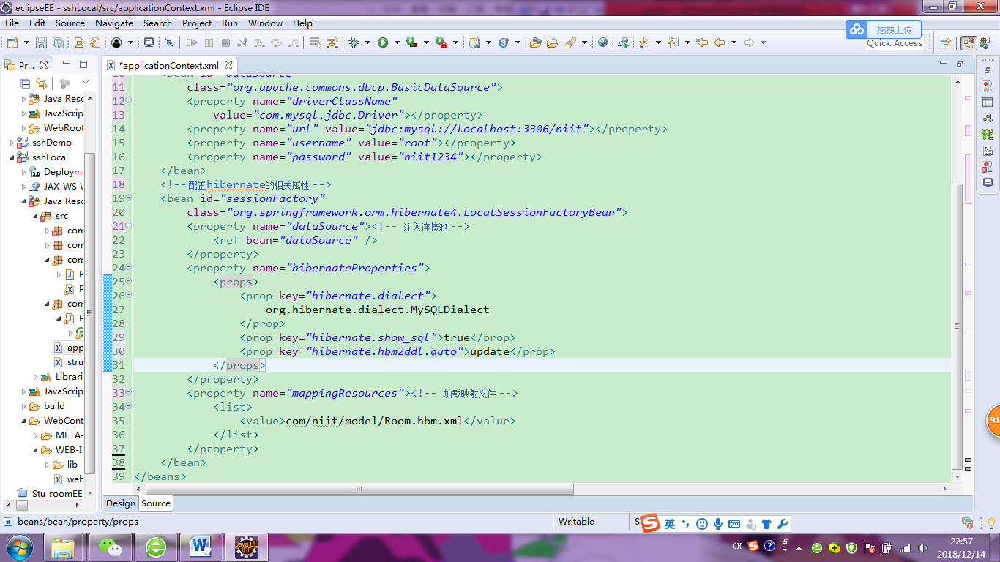 eclipseEE - sshLocal/src/applicationContext.xml - Eclipse IDE
File Edit Source Navigate Search Project Run Window Help
拖拽上传
Quick Access
Pr...
*applicationContext.xml
Java Resc
JavaScrip
WebRoot
sshDemo
sshLocal
Deployme
JAX-WS W
Java Resc
src
com
com
com
P
P
com
P
app
stru
Librari
JavaScrip
build
WebCont
META-
WEB-I
lib
web
Stu_roomEE
10 <bean id="dataSource"
11 class="org.apache.commons.dbcp.BasicDataSource">
12 <property name="driverClassName"
13 value="com.mysql.jdbc.Driver"></property>
14 <property name="url" value="jdbc:mysql://localhost:3306/niit"></property>
15 <property name="username" value="root"></property>
16 <property name="password" value="niit1234"></property>
17 </bean>
18 <!-- 配置hibernate的相关属性 -->
19 <bean id="sessionFactory"
20 class="org.springframework.orm.hibernate4.LocalSessionFactoryBean">
21 <property name="dataSource"><!-- 注入连接池 -->
22 <ref bean="dataSource" />
23 </property>
24 <property name="hibernateProperties">
25 <props>
26 <prop key="hibernate.dialect">
27 org.hibernate.dialect.MySQLDialect
28 </prop>
29 <prop key="hibernate.show_sql">true</prop>
30 <prop key="hibernate.hbm2ddl.auto">update</prop>
31 </props>
32 </property>
33 <property name="mappingResources"><!-- 加载映射文件 -->
34 <list>
35 <value>com/niit/model/Room.hbm.xml</value>
36 </list>
37 </property>
38 </bean>
39 </beans>
91
Design Source
beans/bean/property/props
Writable
英
CH
22:57
2018/12/14